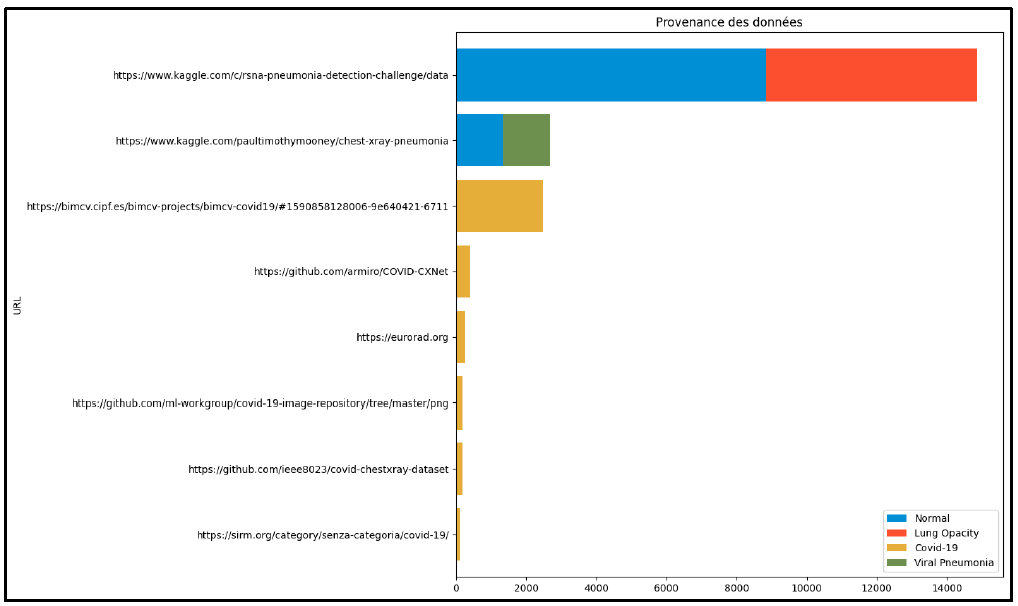 Provenance des données
https://www.kaggle.com/c/rsna-pneumonia-detection-challenge/data
https://www.kaggle.com/paultimothymooney/chest-xray-pneumonia
https://bimcv.cipf.es/bimcv-projects/bimcv-covid19/#1590858128006-9e640421-6711
https://github.com/armiro/COVID-CXNet
URL
https://eurorad.org
https://github.com/ml-workgroup/covid-19-image-repository/tree/master/png
https://github.com/ieee8023/covid-chestxray-dataset
https://sirm.org/category/senza-categoria/covid-19/
Normal
Lung Opacity
Covid-19
Viral Pneumonia
0 2000 4000 6000 8000 10000 12000 14000